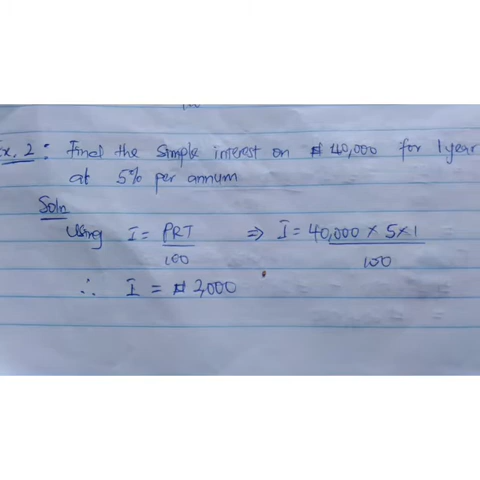 Ex. 2: Find the simple interest on ₦40,000 for 1 year
at 5% per annum
Soln
Using I = PRT/100 ⇒ I = 40,000 × 5 × 1/100
∴ I = ₦2,000